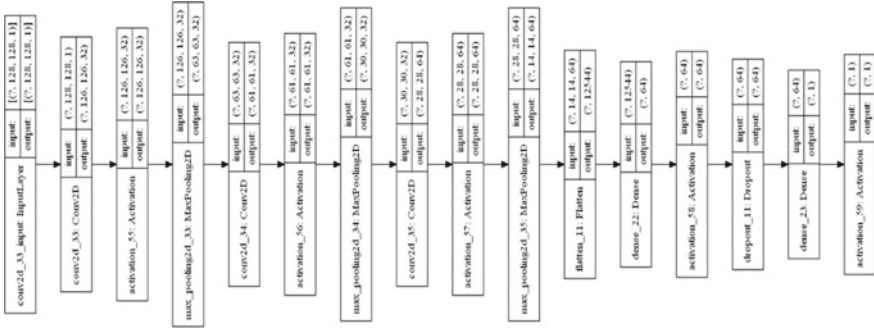 conv2d_33_input: InputLayer
input: [(?, 128, 128, 1)]
output: [(?, 128, 128, 1)]
conv2d_33: Conv2D
input: (?, 128, 128, 1)
output: (?, 126, 126, 32)
activation_55: Activation
input: (?, 126, 126, 32)
output: (?, 126, 126, 32)
max_pooling2d_33: MaxPooling2D
input: (?, 126, 126, 32)
output: (?, 63, 63, 32)
conv2d_34: Conv2D
input: (?, 63, 63, 32)
output: (?, 61, 61, 32)
activation_56: Activation
input: (?, 61, 61, 32)
output: (?, 61, 61, 32)
max_pooling2d_34: MaxPooling2D
input: (?, 61, 61, 32)
output: (?, 30, 30, 32)
conv2d_35: Conv2D
input: (?, 30, 30, 32)
output: (?, 28, 28, 64)
activation_57: Activation
input: (?, 28, 28, 64)
output: (?, 28, 28, 64)
max_pooling2d_35: MaxPooling2D
input: (?, 28, 28, 64)
output: (?, 14, 14, 64)
flatten_11: Flatten
input: (?, 14, 14, 64)
output: (?, 12544)
dense_22: Dense
input: (?, 12544)
output: (?, 64)
activation_58: Activation
input: (?, 64)
output: (?, 64)
dropout_11: Dropout
input: (?, 64)
output: (?, 64)
dense_23: Dense
input: (?, 64)
output: (?, 1)
activation_59: Activation
input: (?, 1)
output: (?, 1)